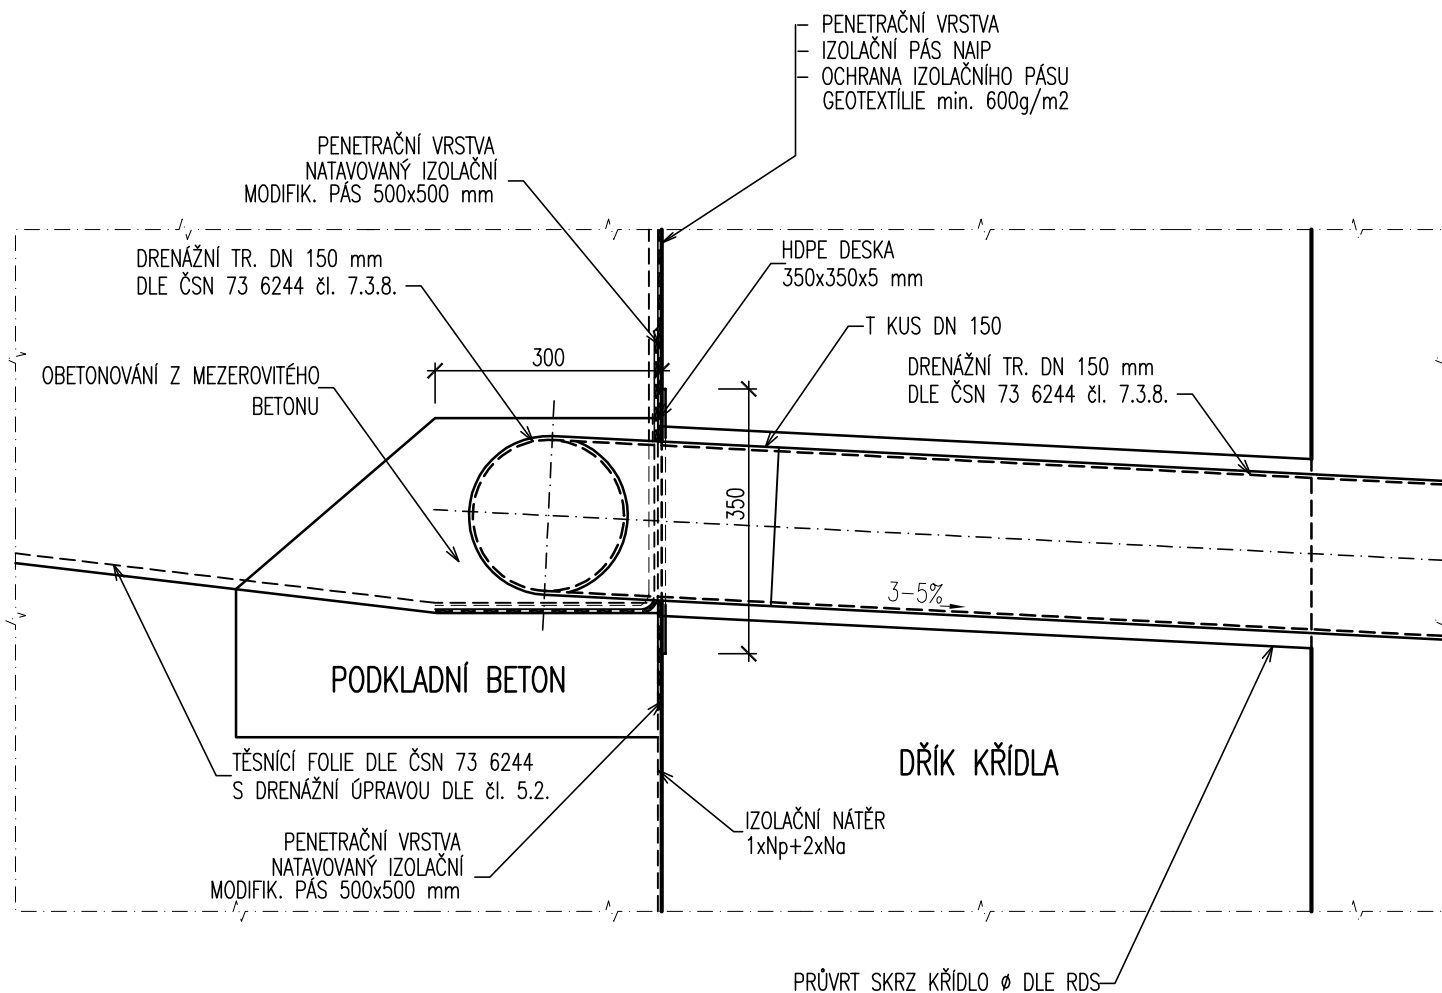 PENETRAČNÍ VRSTVA
IZOLAČNÍ PÁS NAIP
OCHRANA IZOLAČNÍHO PÁSU
GEOTEXTÍLIE min. 600g/m2
PENETRAČNÍ VRSTVA
NATAVOVANÝ IZOLAČNÍ
MODIFIK. PÁS 500x500 mm
DRENÁŽNÍ TR. DN 150 mm
DLE ČSN 73 6244 čl. 7.3.8.
HDPE DESKA
350x350x5 mm
T KUS DN 150
300
DRENÁŽNÍ TR. DN 150 mm
DLE ČSN 73 6244 čl. 7.3.8.
OBETONOVÁNÍ Z MEZEROVITÉHO
BETONU
350
3-5%
PODKLADNÍ BETON
TĚSNÍCÍ FOLIE DLE ČSN 73 6244
S DRENÁŽNÍ ÚPRAVOU DLE čl. 5.2.
DŘÍK KŘÍDLA
IZOLAČNÍ NÁTĚR
1xNp+2xNa
PENETRAČNÍ VRSTVA
NATAVOVANÝ IZOLAČNÍ
MODIFIK. PÁS 500x500 mm
PRŮVRT SKRZ KŘÍDLO ø DLE RDS